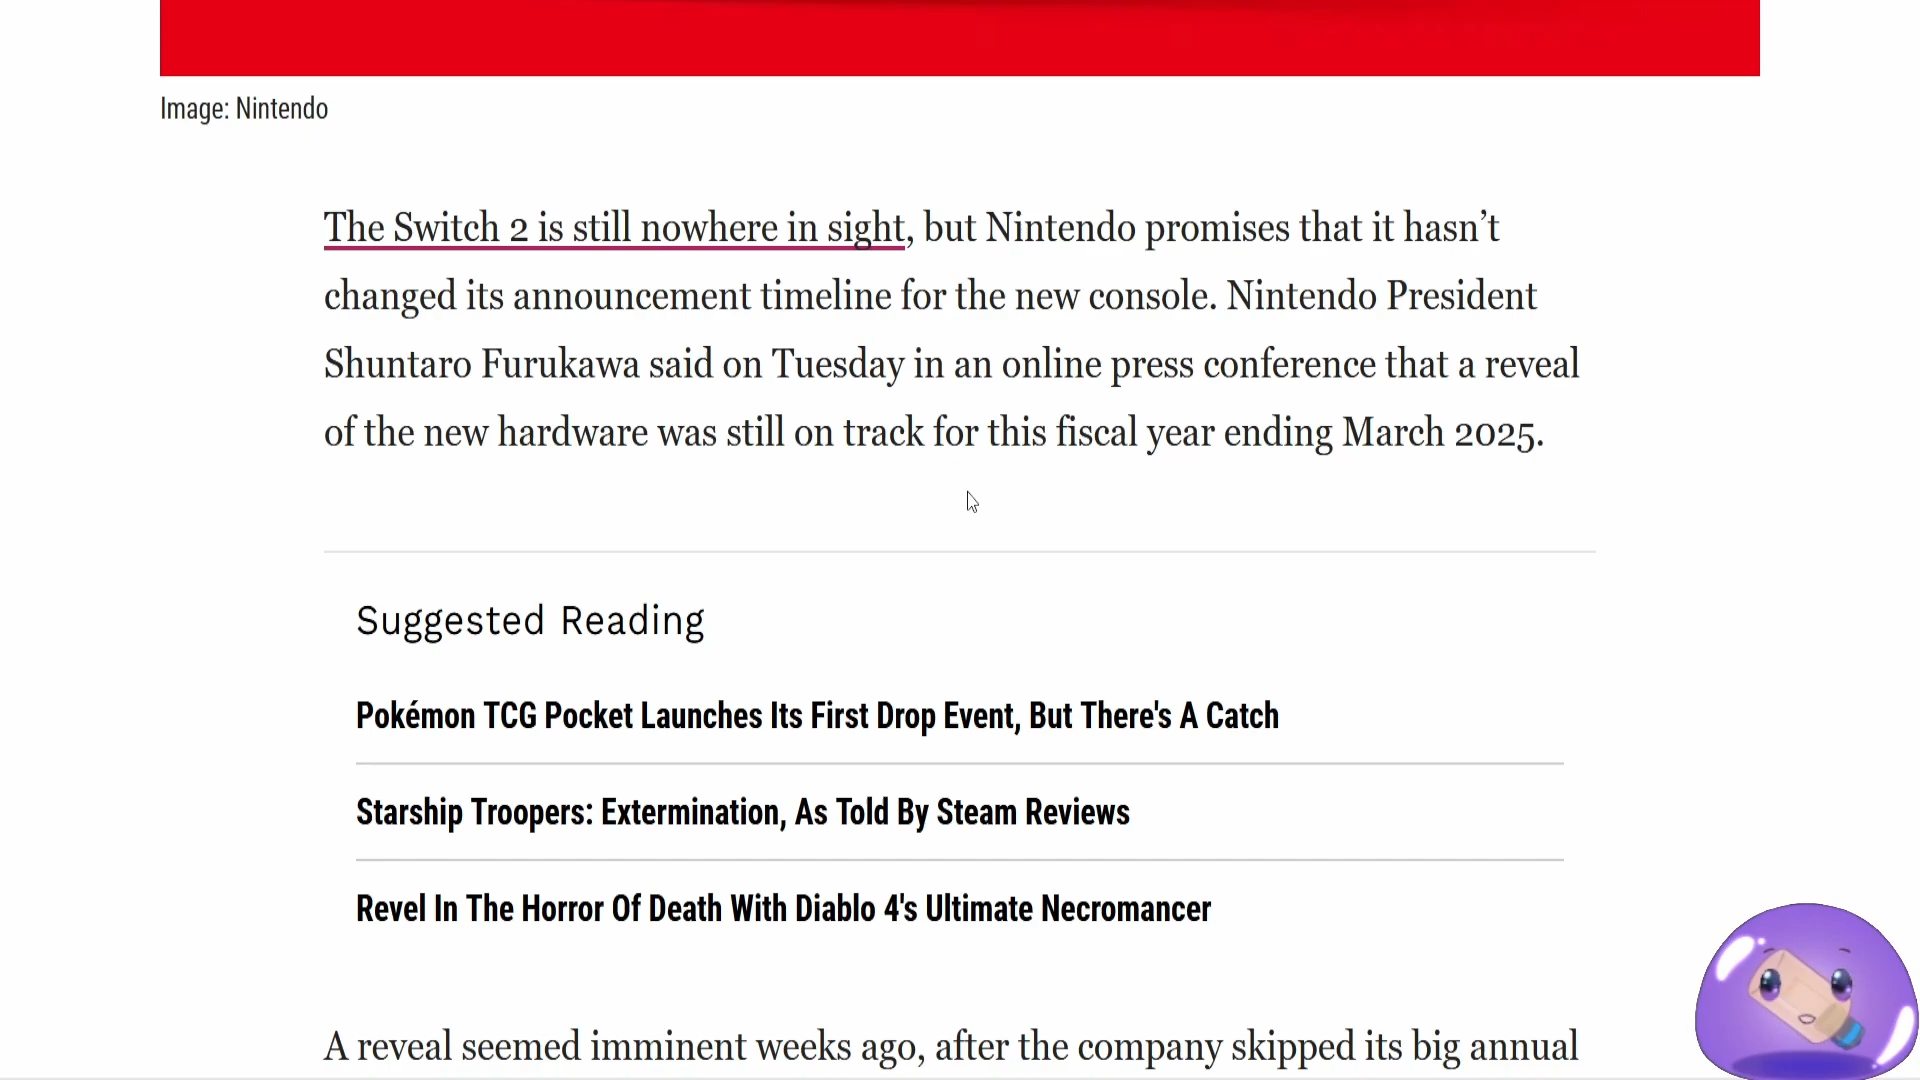 Image: Nintendo
The Switch 2 is still nowhere in sight, but Nintendo promises that it hasn’t
changed its announcement timeline for the new console. Nintendo President
Shuntaro Furukawa said on Tuesday in an online press conference that a reveal
of the new hardware was still on track for this fiscal year ending March 2025.
Suggested Reading
Pokémon TCG Pocket Launches Its First Drop Event, But There's A Catch
Starship Troopers: Extermination, As Told By Steam Reviews
Revel In The Horror Of Death With Diablo 4's Ultimate Necromancer
A reveal seemed imminent weeks ago, after the company skipped its big annual